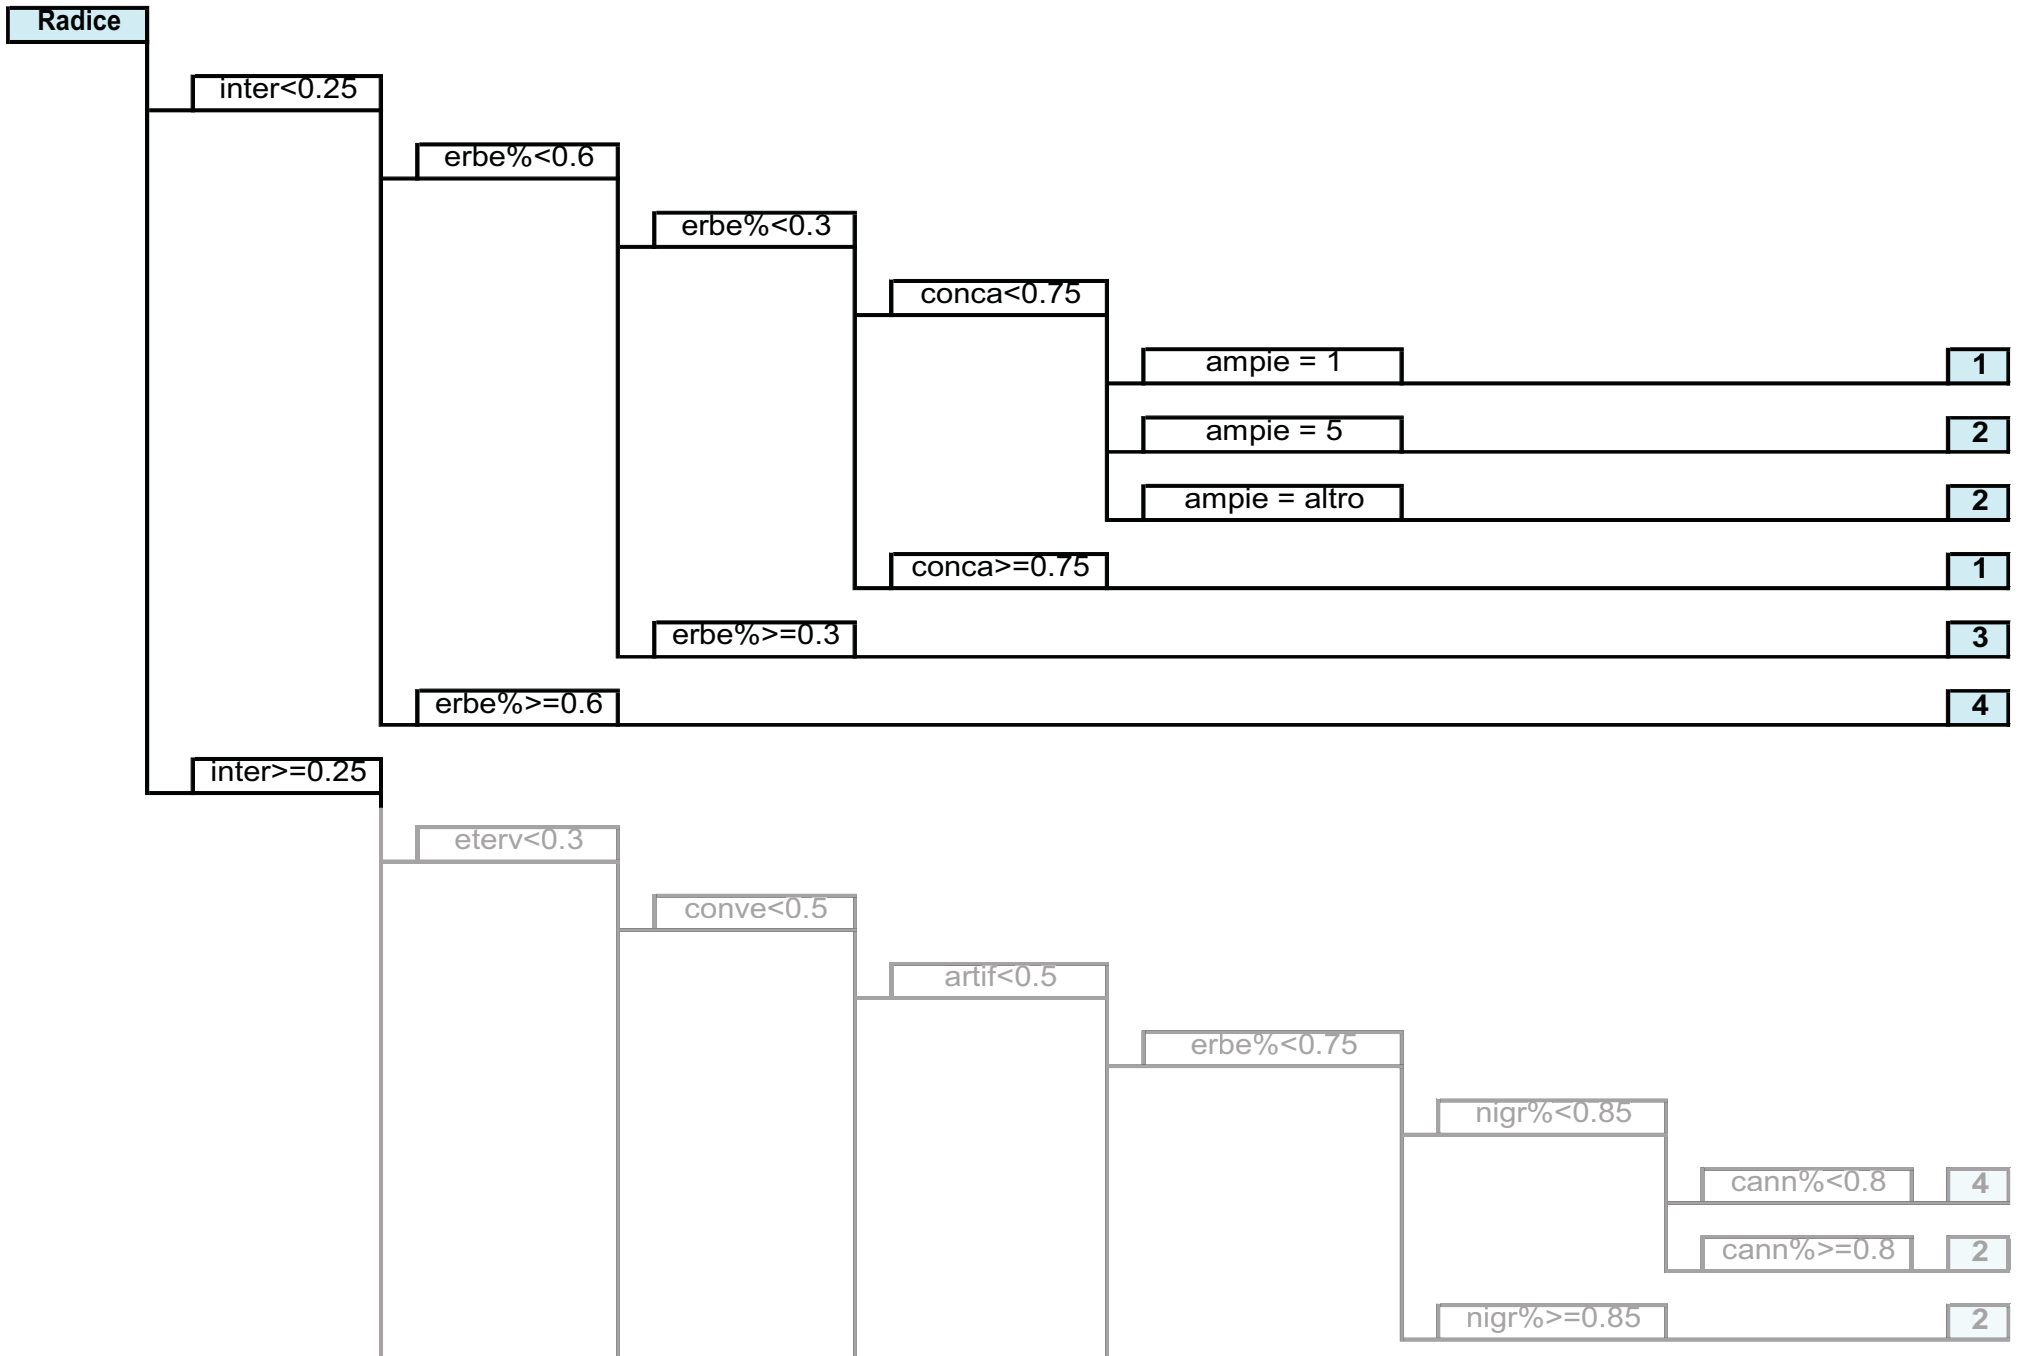 Radice
inter<0.25
erbe%<0.6
erbe%<0.3
conca<0.75
ampie = 1 1
ampie = 5 2
ampie = altro 2
conca>=0.75 1
erbe%>=0.3 3
erbe%>=0.6 4
inter>=0.25
eterv<0.3
conve<0.5
artif<0.5
erbe%<0.75
nigr%<0.85
cann%<0.8 4
cann%>=0.8 2
nigr%>=0.85 2